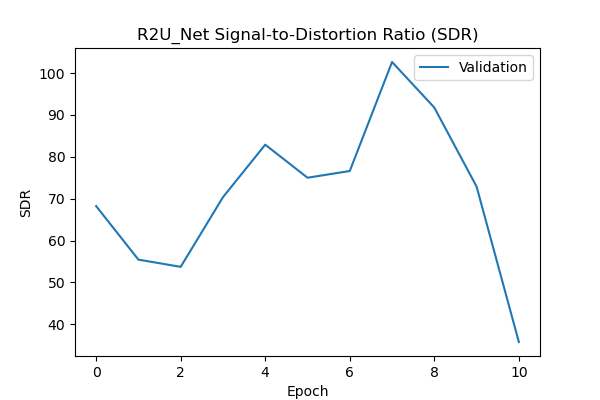 R2U_Net Signal-to-Distortion Ratio (SDR)
Validation
100
90
80
70
60
50
40
SDR
0 2 4 6 8 10
Epoch